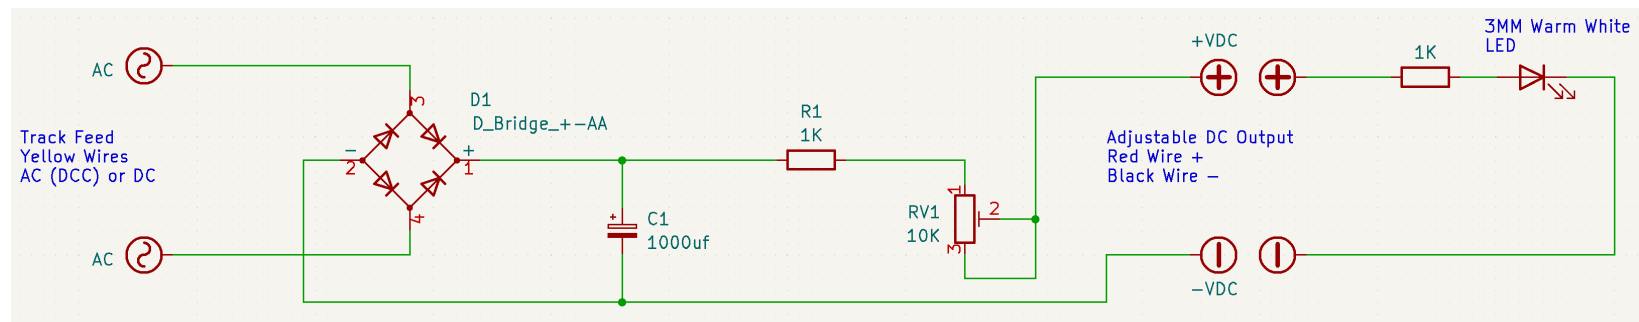 3MM Warm White
LED
+VDC
1K
AC
3
D1
D_Bridge_+-AA
R1
1K
Track Feed
Yellow Wires
AC (DCC) or DC
-
2
+
1
Adjustable DC Output
Red Wire +
Black Wire -
1
RV1
10K
2
3
4
+
C1
1000uf
AC
-VDC